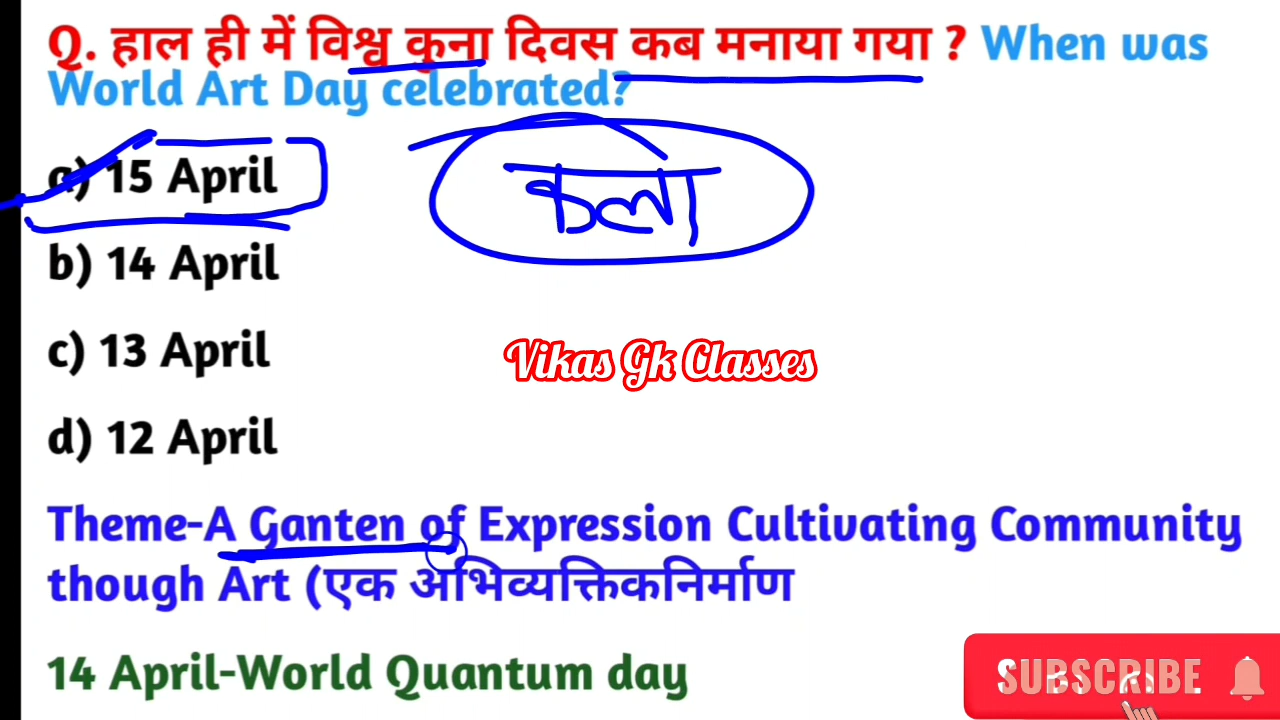 Q. हाल ही में विश्व कुना दिवस कब मनाया गया ? When was
World Art Day celebrated?
a) 15 April
कला
b) 14 April
c) 13 April
Vikas Gk Classes
d) 12 April
Theme-A Ganten of Expression Cultivating Community
though Art (एक अभिव्यक्तिकनिर्माण
14 April-World Quantum day
SUBSCRIBE